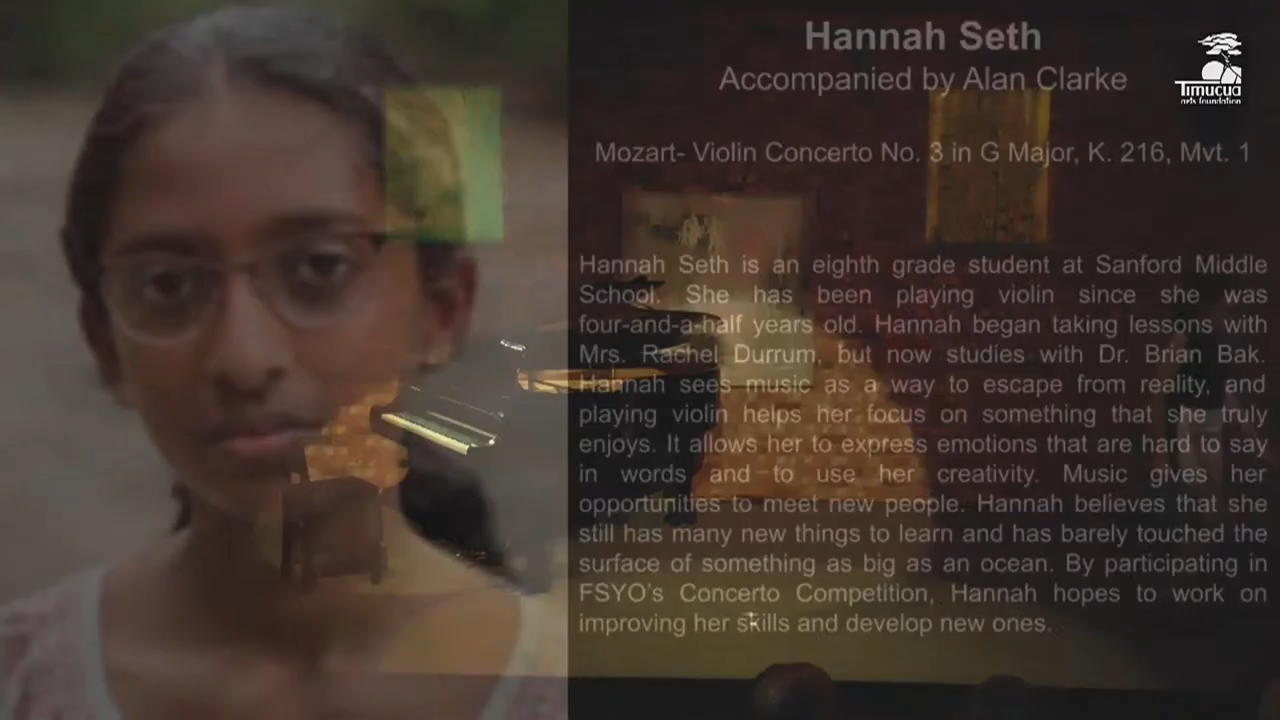 Hannah Seth
Accompanied by Alan Clarke
Timucua
arts foundation
Mozart- Violin Concerto No. 3 in G Major, K. 216, Mvt. 1
Hannah Seth is an eighth grade student at Sanford Middle
School. She has been playing violin since she was
four-and-a-half years old. Hannah began taking lessons with
Mrs. Rachel Durrum, but now studies with Dr. Brian Bak.
Hannah sees music as a way to escape from reality, and
playing violin helps her focus on something that she truly
enjoys. It allows her to express emotions that are hard to say
in words and to use her creativity. Music gives her
opportunities to meet new people. Hannah believes that she
still has many new things to learn and has barely touched the
surface of something as big as an ocean. By participating in
FSYO's Concerto Competition, Hannah hopes to work on
improving her skills and develop new ones.